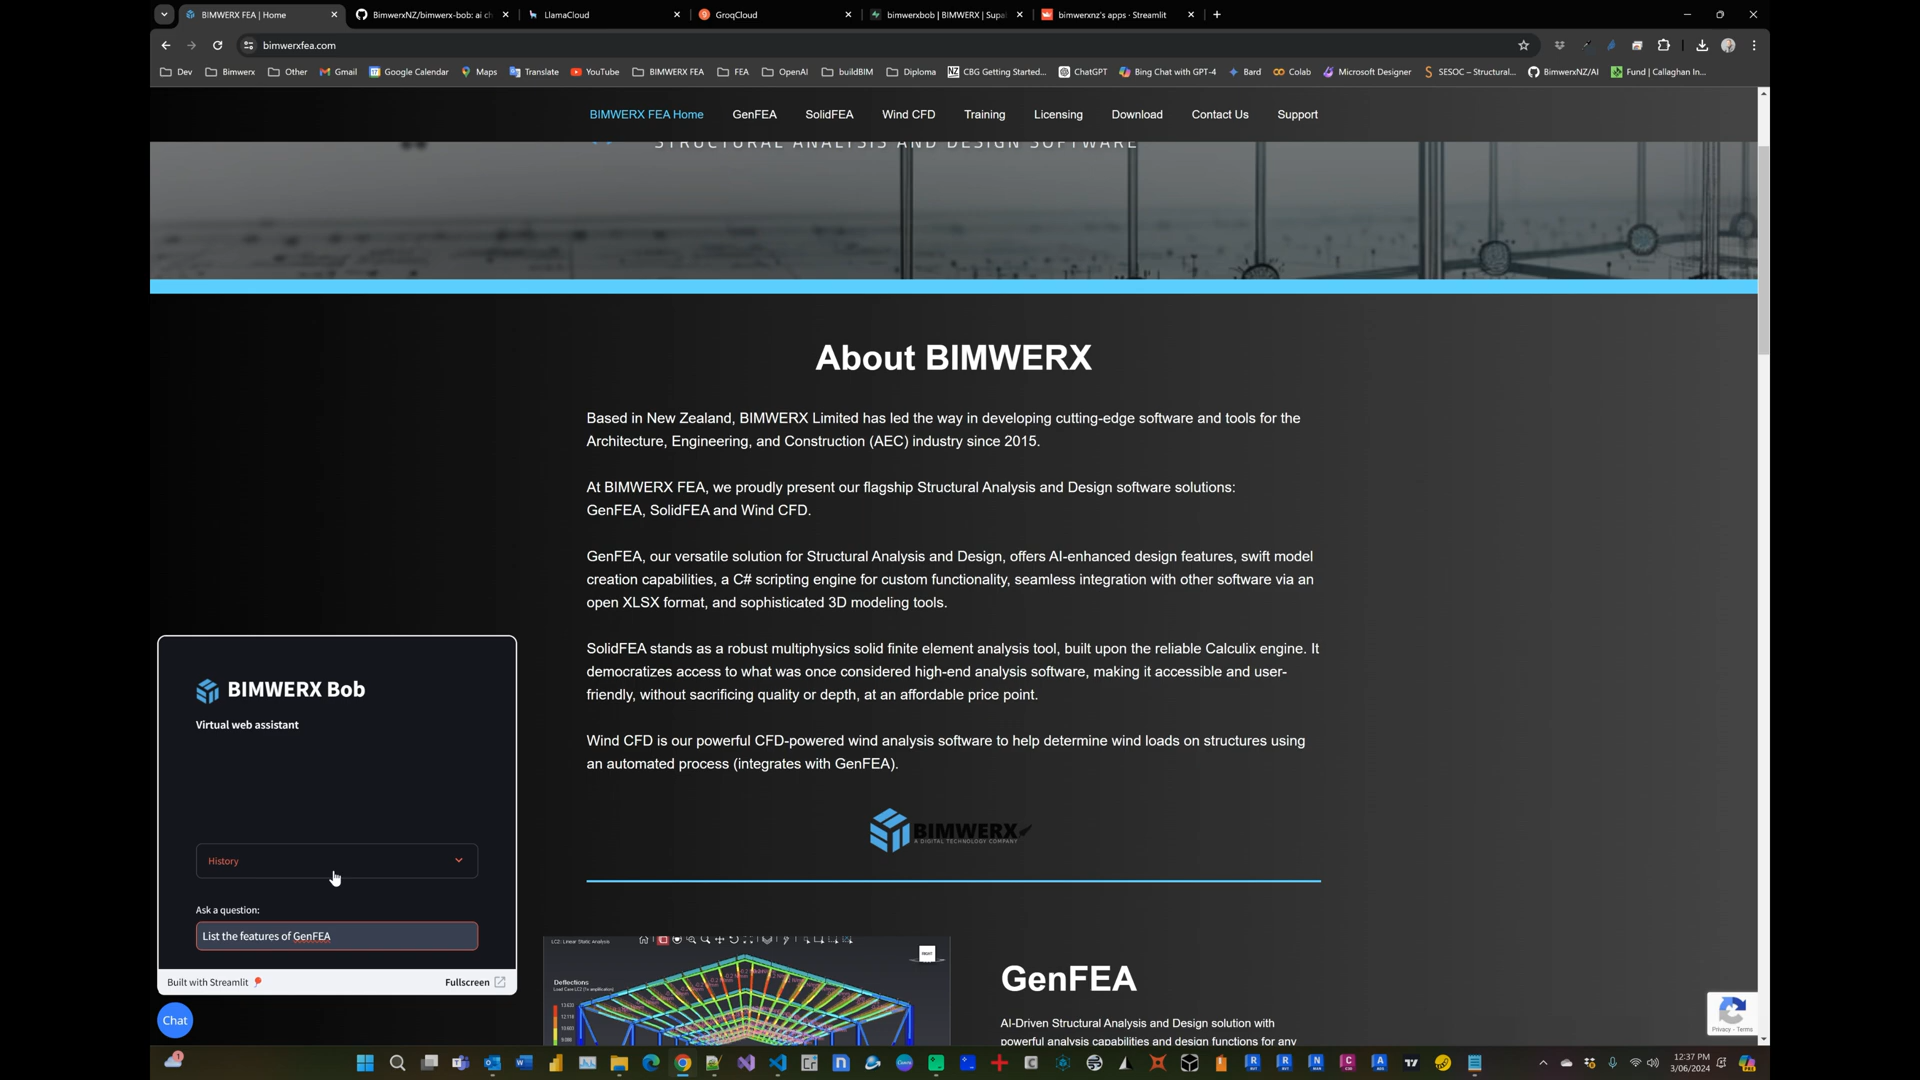 BIMWERX FEA | Home
BimwerxNZ/bimwerx-bob: ai ch
LlamaCloud
GroqCloud
bimwerxbob | BIMWERX | Supa
bimwerxnz's apps · Streamlit
bimwerxfea.com
Dev
Bimwerx
Other
Gmail
Google Calendar
Maps
Translate
YouTube
BIMWERX FEA
FEA
OpenAI
buildBIM
Diploma
CBG Getting Started...
ChatGPT
Bing Chat with GPT-4
Bard
Colab
Microsoft Designer
SESOC – Structural...
BimwerxNZ/AI
Fund | Callaghan In...
BIMWERX FEA Home
GenFEA
SolidFEA
Wind CFD
Training
Licensing
Download
Contact Us
Support
STRUCTURAL ANALYSIS AND DESIGN SOFTWARE
About BIMWERX
Based in New Zealand, BIMWERX Limited has led the way in developing cutting-edge software and tools for the
Architecture, Engineering, and Construction (AEC) industry since 2015.
At BIMWERX FEA, we proudly present our flagship Structural Analysis and Design software solutions:
GenFEA, SolidFEA and Wind CFD.
GenFEA, our versatile solution for Structural Analysis and Design, offers AI-enhanced design features, swift model
creation capabilities, a C# scripting engine for custom functionality, seamless integration with other software via an
open XLSX format, and sophisticated 3D modeling tools.
SolidFEA stands as a robust multiphysics solid finite element analysis tool, built upon the reliable Calculix engine. It
democratizes access to what was once considered high-end analysis software, making it accessible and user-
friendly, without sacrificing quality or depth, at an affordable price point.
Wind CFD is our powerful CFD-powered wind analysis software to help determine wind loads on structures using
an automated process (integrates with GenFEA).
BIMWERX
A DIGITAL TECHNOLOGY COMPANY
BIMWERX Bob
Virtual web assistant
History
Ask a question:
List the features of GenFEA
Built with Streamlit
Fullscreen
Chat
LC2: Linear Static Analysis
Deflections
GenFEA
AI-Driven Structural Analysis and Design solution with
powerful analysis capabilities and design functions for any
Privacy - Terms
12:37 PM
3/06/2024